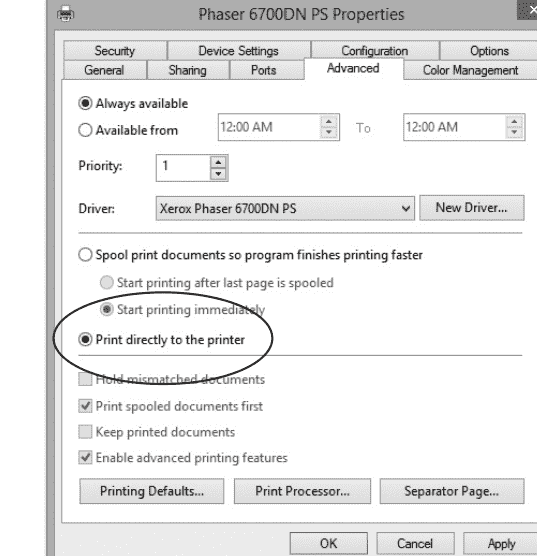 Phaser 6700DN PS Properties
Security Device Settings Configuration Options
General Sharing Ports Advanced Color Management
Always available
Available from 12:00 AM To 12:00 AM
Priority: 1
Driver: Xerox Phaser 6700DN PS New Driver...
Spool print documents so program finishes printing faster
Start printing after last page is spooled
Start printing immediately
Print directly to the printer
Hold mismatched documents
Print spooled documents first
Keep printed documents
Enable advanced printing features
Printing Defaults... Print Processor... Separator Page...
OK Cancel Apply